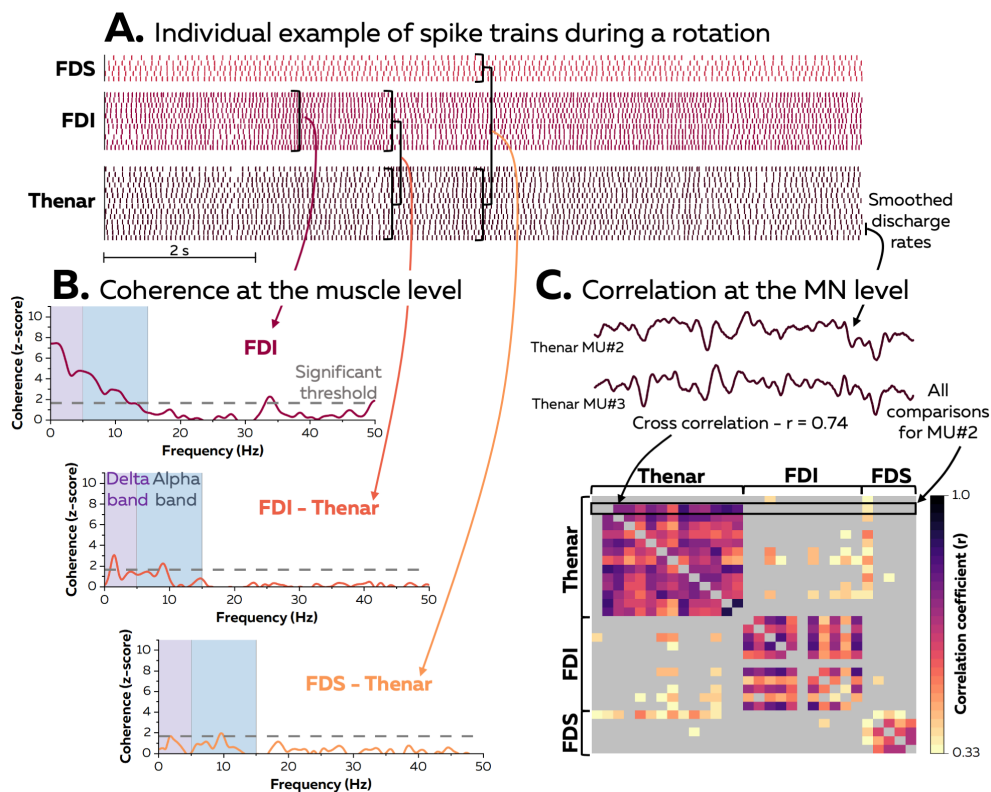 A. Individual example of spike trains during a rotation
FDS
FDI
Thenar
2 s
Smoothed
discharge
rates
B. Coherence at the muscle level
Coherence (z-score)
10
8
6
4
2
0
FDI
Significant
threshold
0
10
20
30
40
50
Frequency (Hz)
Coherence (z-score)
10
8
6
4
2
0
Delta
band
Alpha
band
FDI - Thenar
0
10
20
30
40
50
Frequency (Hz)
Coherence (z-score)
10
8
6
4
2
0
FDS - Thenar
0
10
20
30
40
50
Frequency (Hz)
C. Correlation at the MN level
Thenar MU#2
Thenar MU#3
Cross correlation - r = 0.74
All
comparisons
for MU#2
Thenar
FDI
FDS
Thenar
FDI
FDS
1.0
Correlation coefficient (r)
0.33